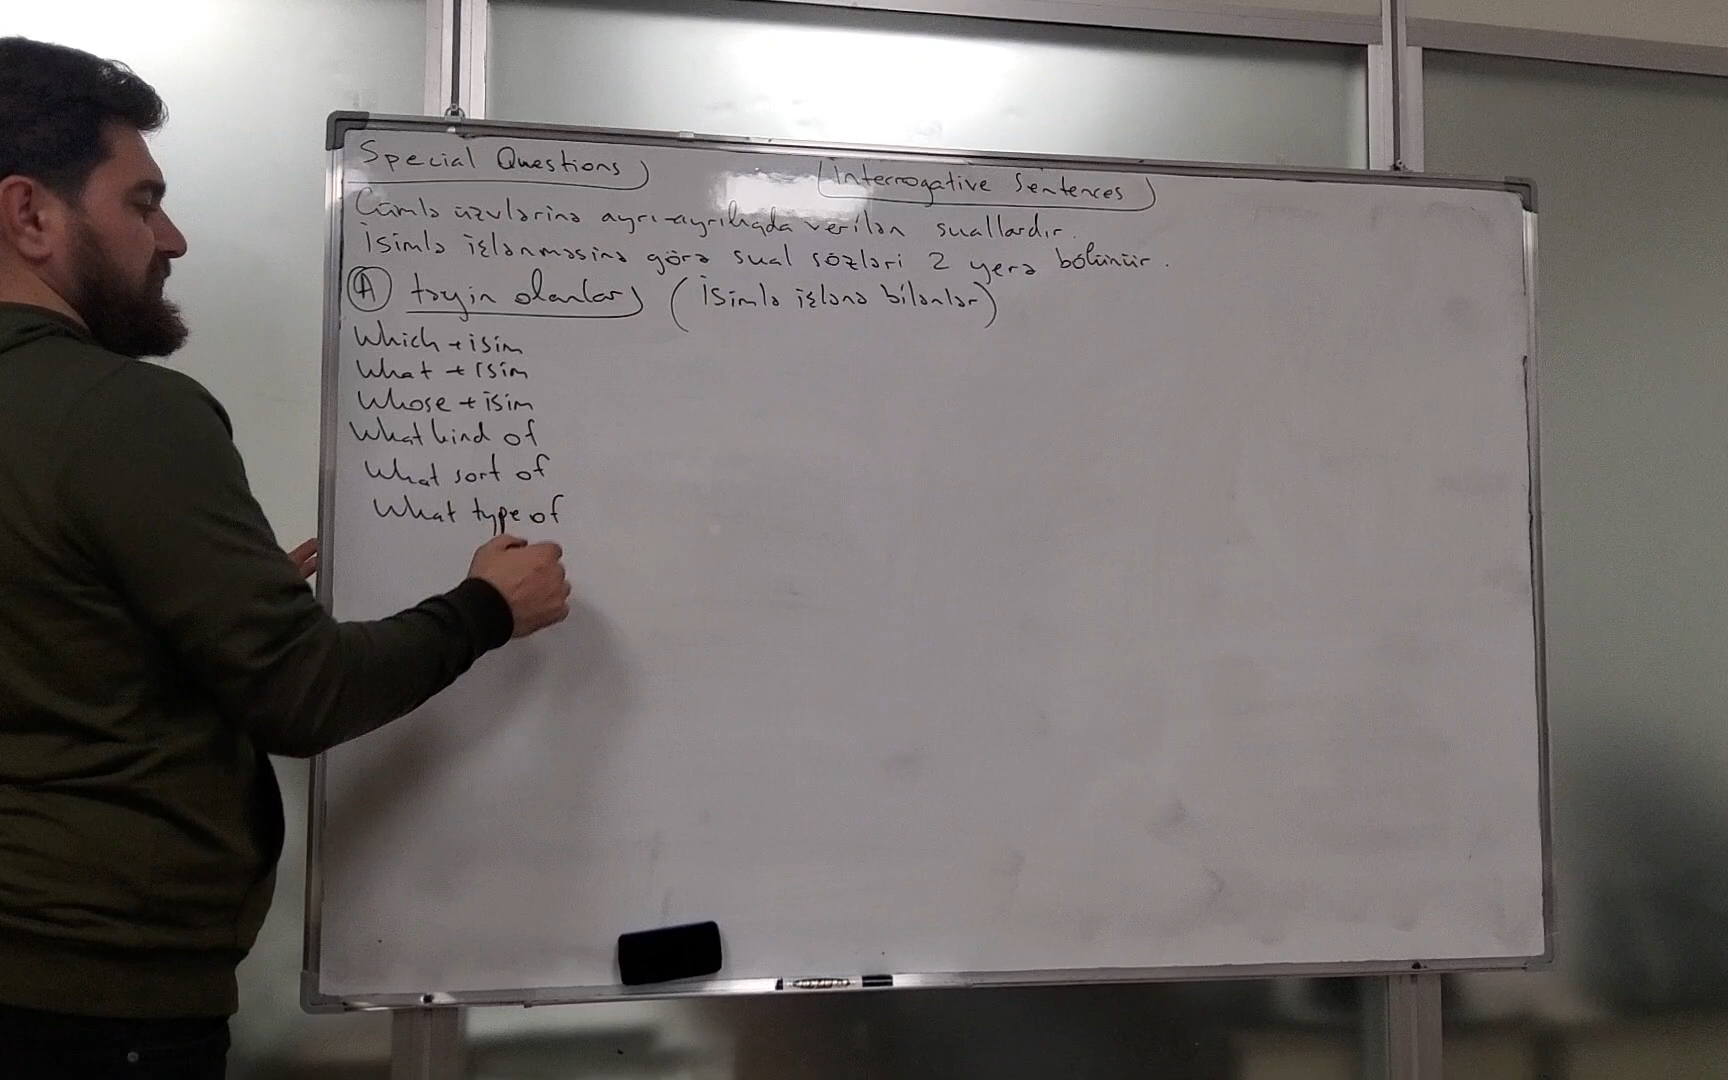 Special Questions
Interrogative Sentences
Cümlə üzvlərinə ayrı-ayrılıqda verilən suallardır.
İsimlə işlənməsinə görə sual sözləri 2 yerə bölünür.
A təyin olanlar (İsimlə işlənə bilənlər)
Which + isim
What + isim
Whose + isim
What kind of
What sort of
What type of